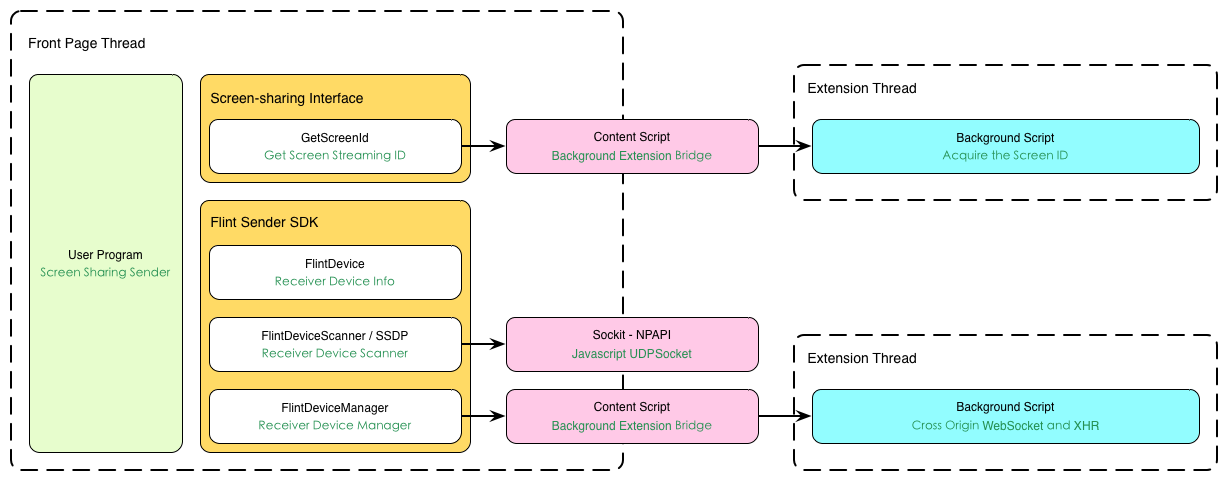 Front Page Thread
User Program
Screen Sharing Sender
Screen-sharing Interface
GetScreenId
Get Screen Streaming ID
Content Script
Background Extension Bridge
Extension Thread
Background Script
Acquire the Screen ID
Flint Sender SDK
FlintDevice
Receiver Device Info
FlintDeviceScanner / SSDP
Receiver Device Scanner
Sockit - NPAPI
Javascript UDPSocket
FlintDeviceManager
Receiver Device Manager
Content Script
Background Extension Bridge
Extension Thread
Background Script
Cross Origin WebSocket and XHR